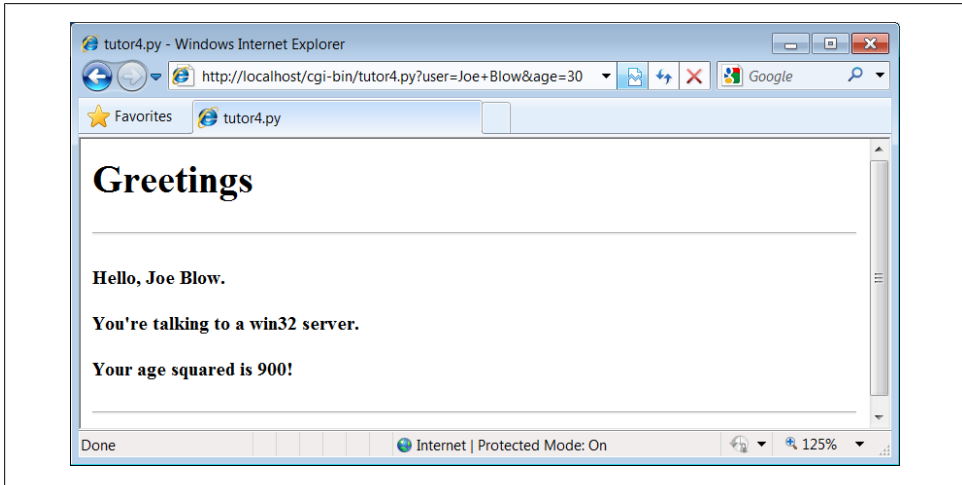 tutor4.py - Windows Internet Explorer
http://localhost/cgi-bin/tutor4.py?user=Joe+Blow&age=30
Google
Favorites
tutor4.py
Greetings
Hello, Joe Blow.
You're talking to a win32 server.
Your age squared is 900!
Done
Internet | Protected Mode: On
125%